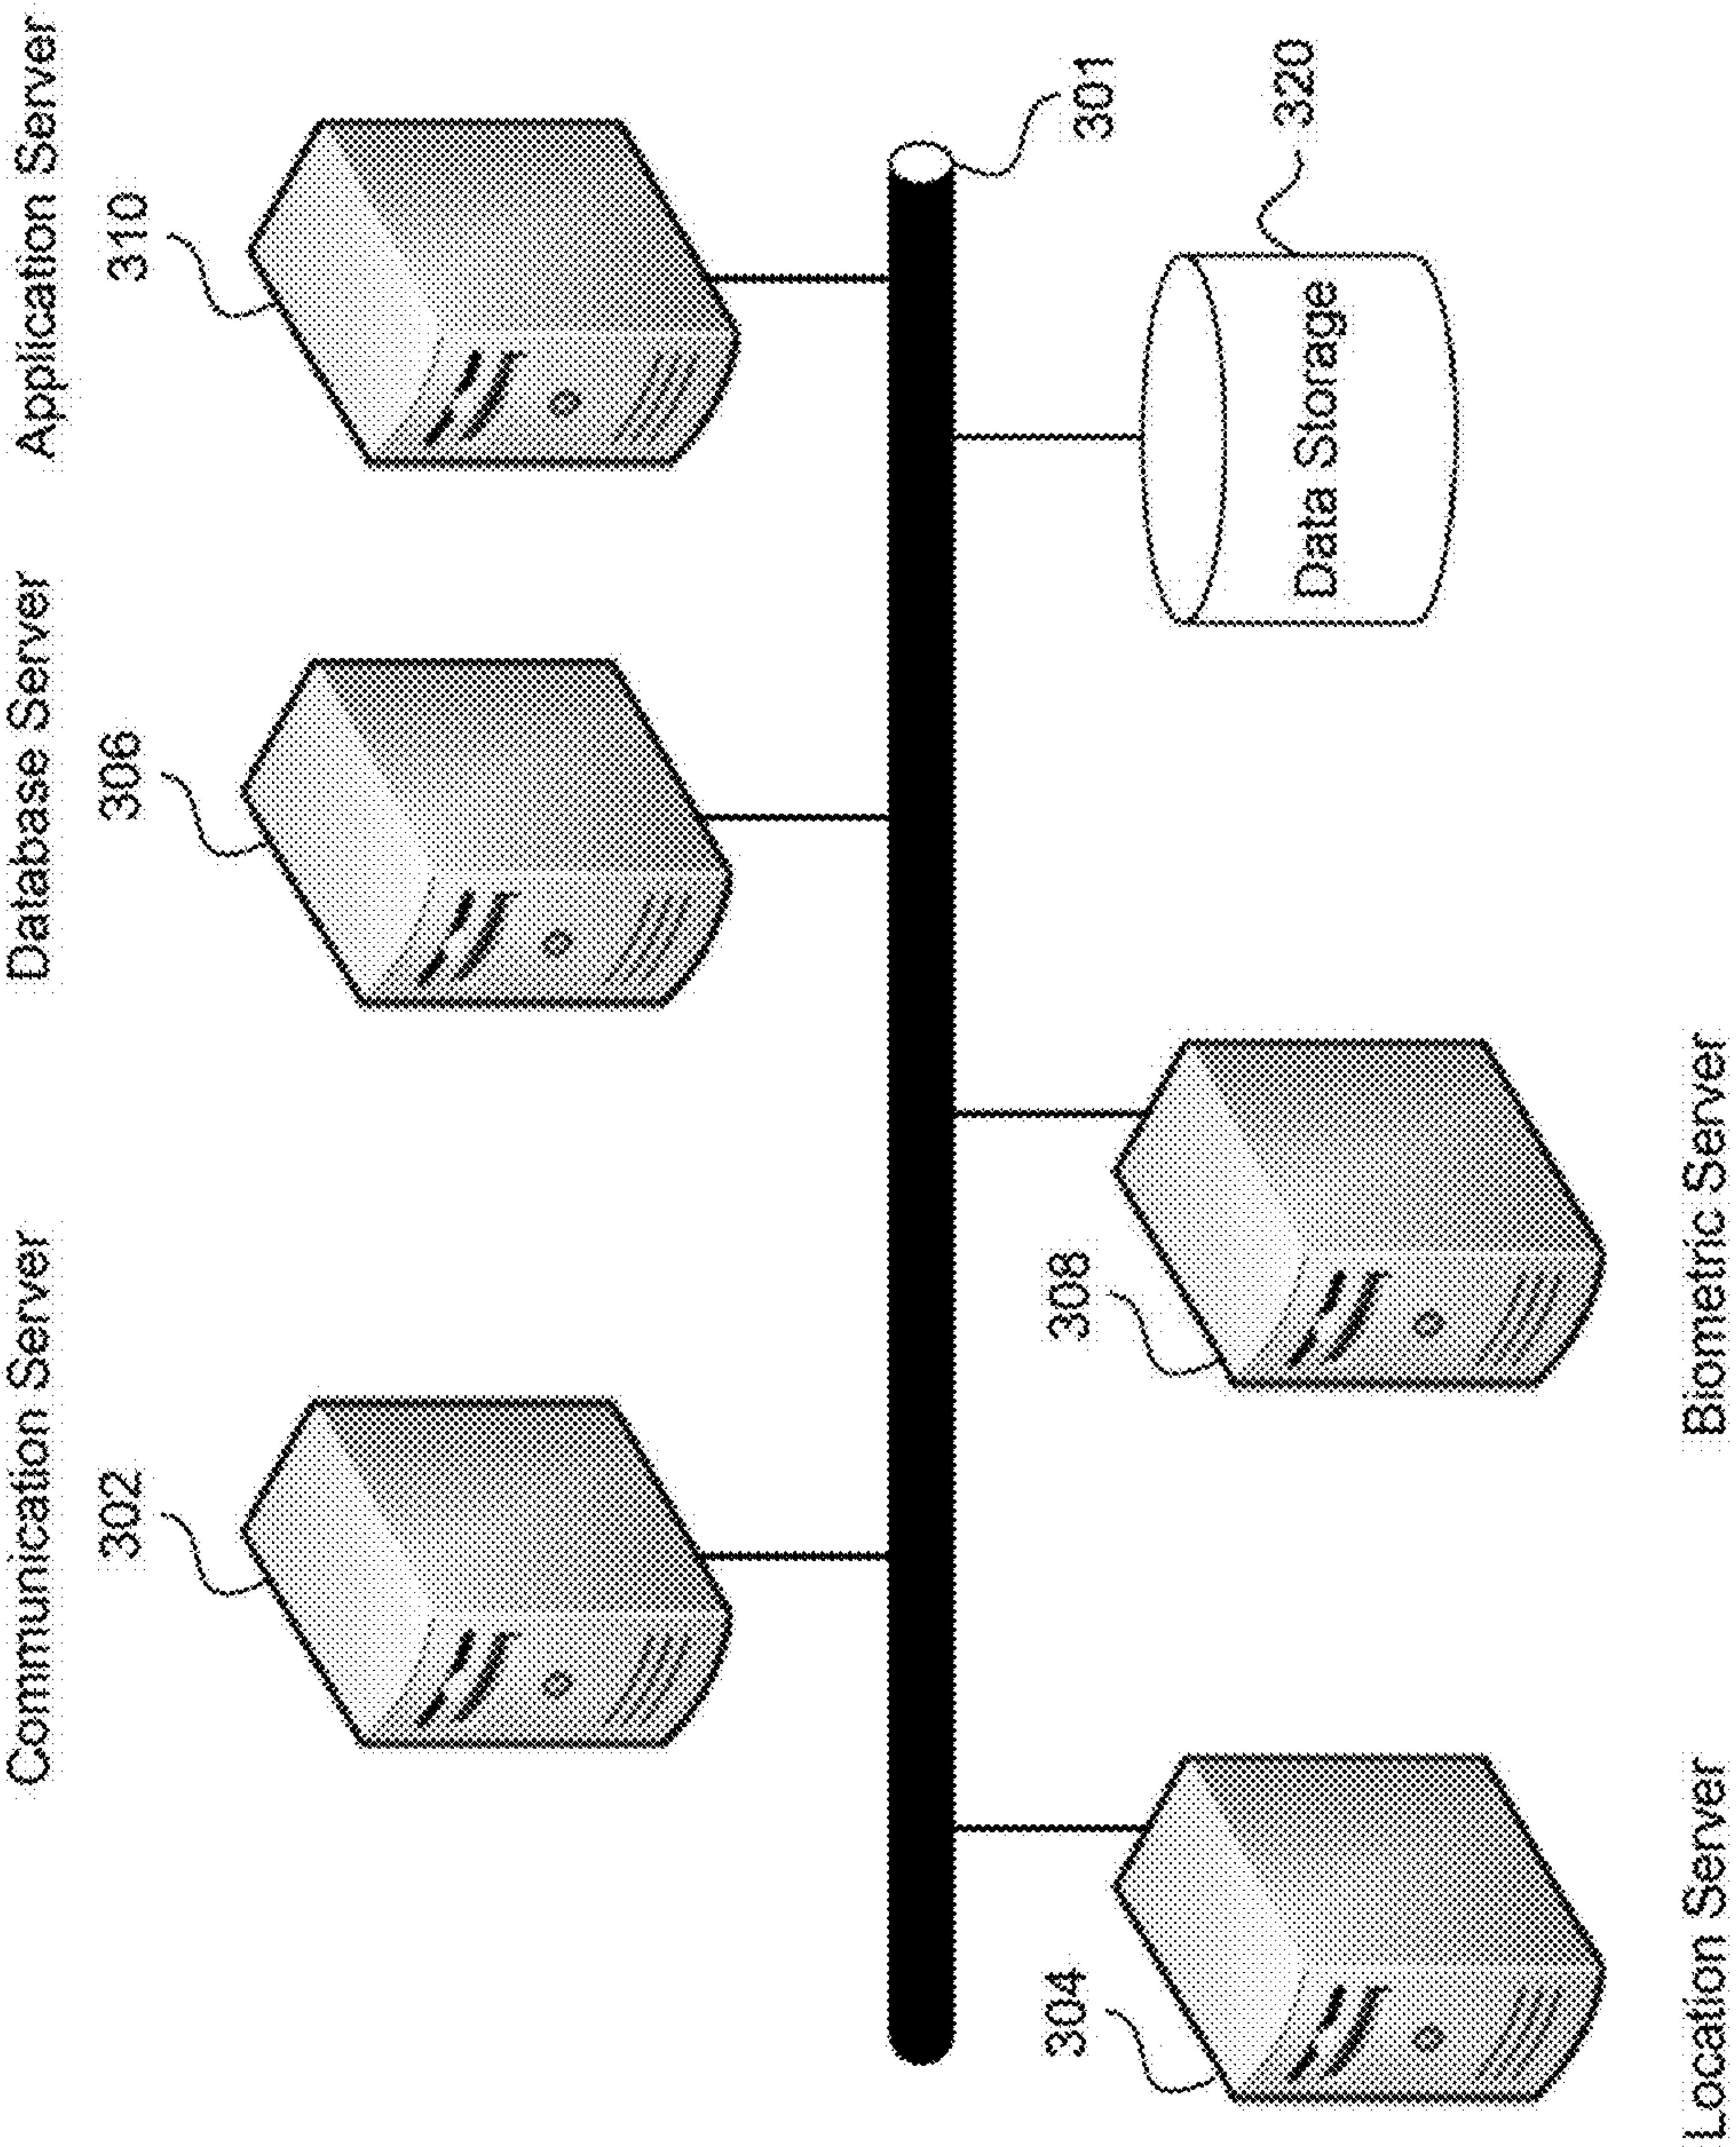 Communication Server
Database Server
Application Server
302
306
310
301
304
308
320
Data Storage
Location Server
Biometric Server